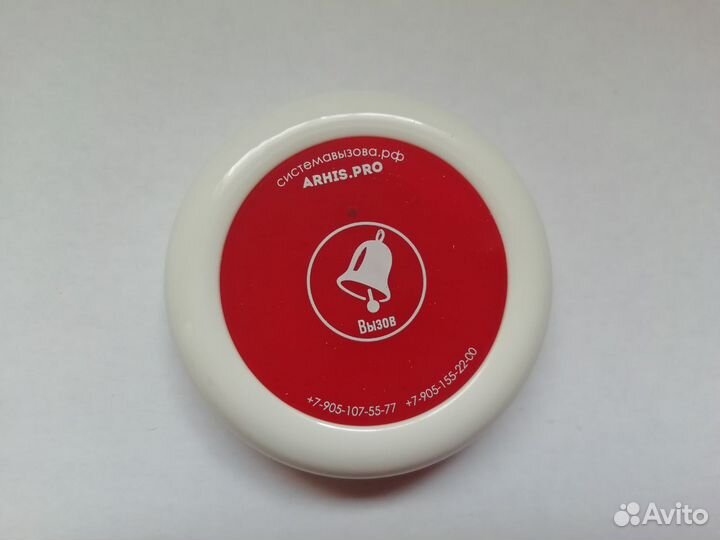 системавызова.рф
ARHIS.PRO
Вызов
+7-905-107-55-77 +7-905-155-22-00
Avito